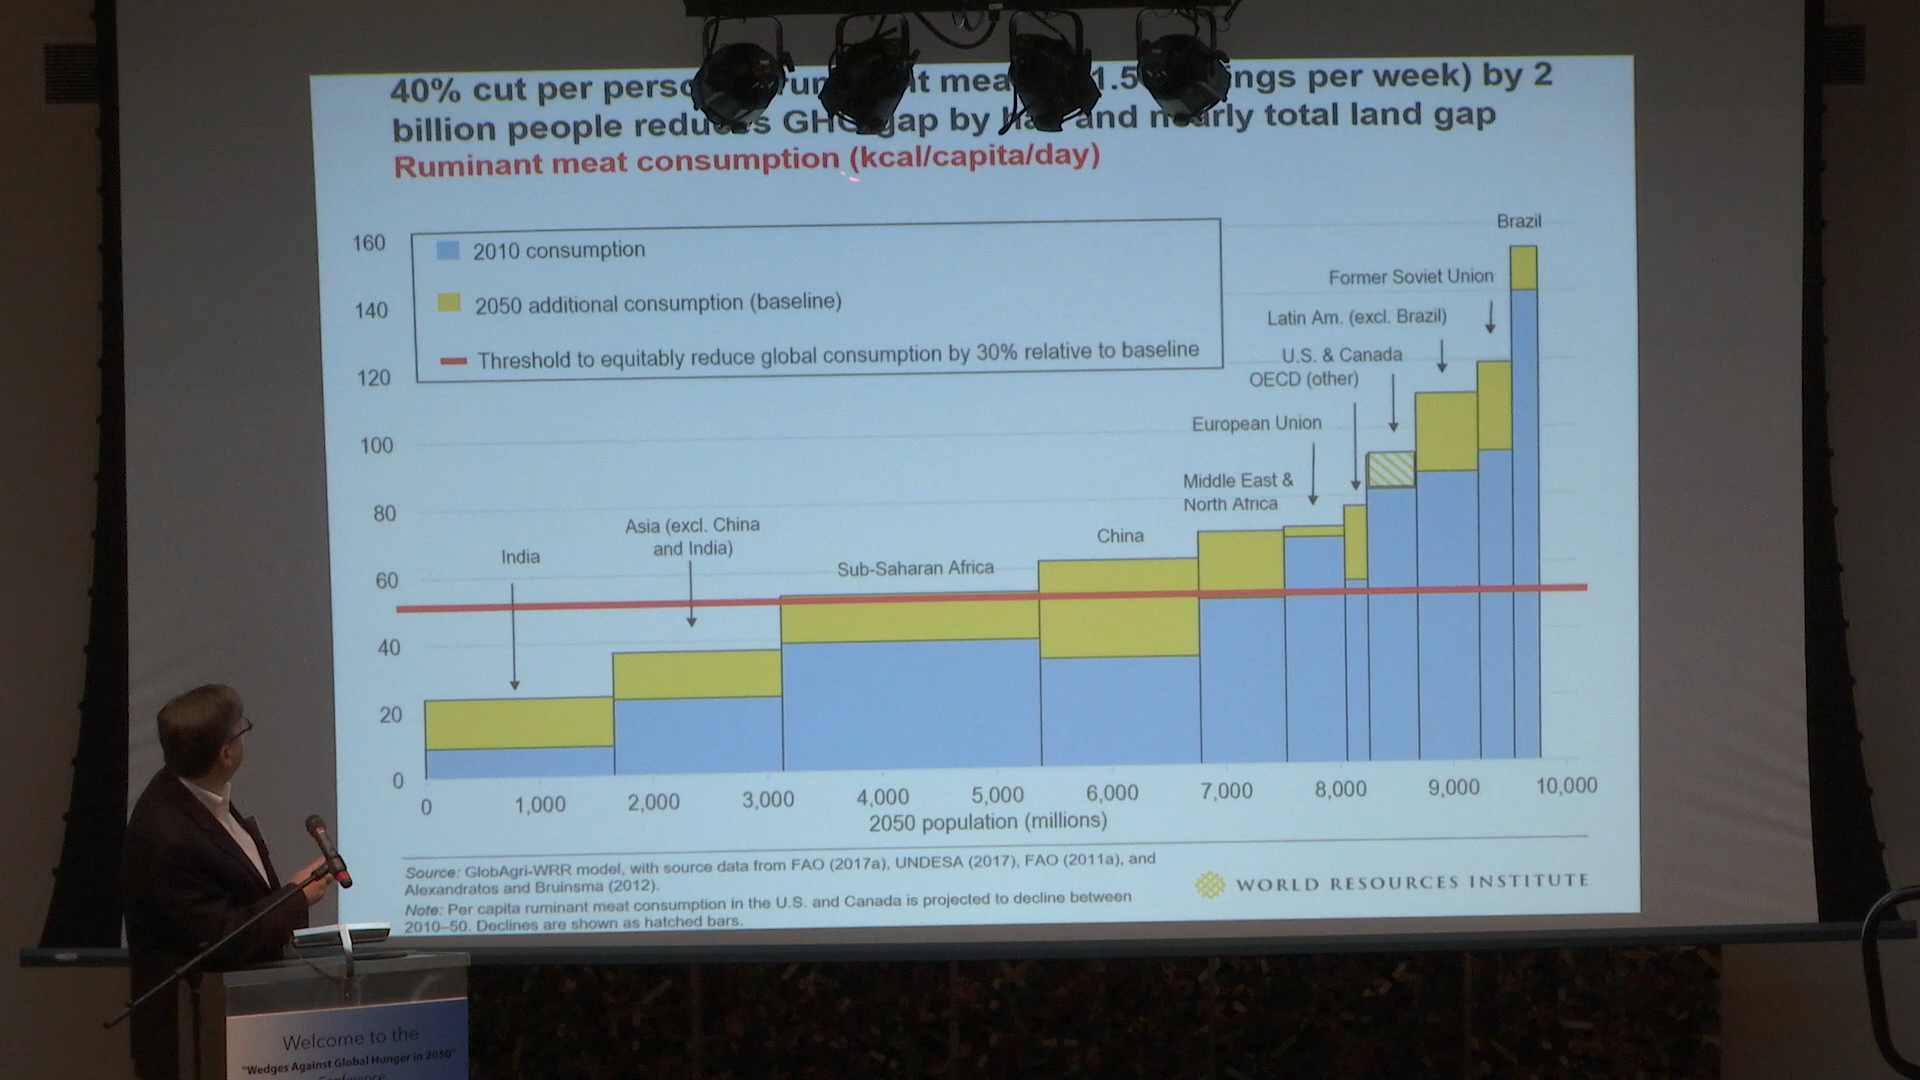 40% cut per 1.5 per week) by 2
billion people reduces GHG gap by and nearly total land gap
Ruminant meat consumption (kcal/capita/day)
Brazil
160
2010 consumption
Former Soviet Union
140
2050 additional consumption (baseline)
Latin Am. (excl. Brazil)
U.S. & Canada
Threshold to equitably reduce global consumption by 30% relative to baseline
120
OECD (other)
European Union
100
Middle East &
North Africa
80
Asia (excl. China
and India)
China
India
Sub-Saharan Africa
60
40
20
0
0 1,000 2,000 3,000 4,000 5,000 6,000 7,000 8,000 9,000 10,000
2050 population (millions)
Source: GlobAgri-WRR model, with source data from FAO (2017a), UNDESA (2017), FAO (2011a), and
Alexandratos and Bruinsma (2012).
Note: Per capita ruminant meat consumption in the U.S. and Canada is projected to decline between
2010–50. Declines are shown as hatched bars.
WORLD RESOURCES INSTITUTE
Welcome to the
"Wedges Against Global Hunger in 2050"
Conference